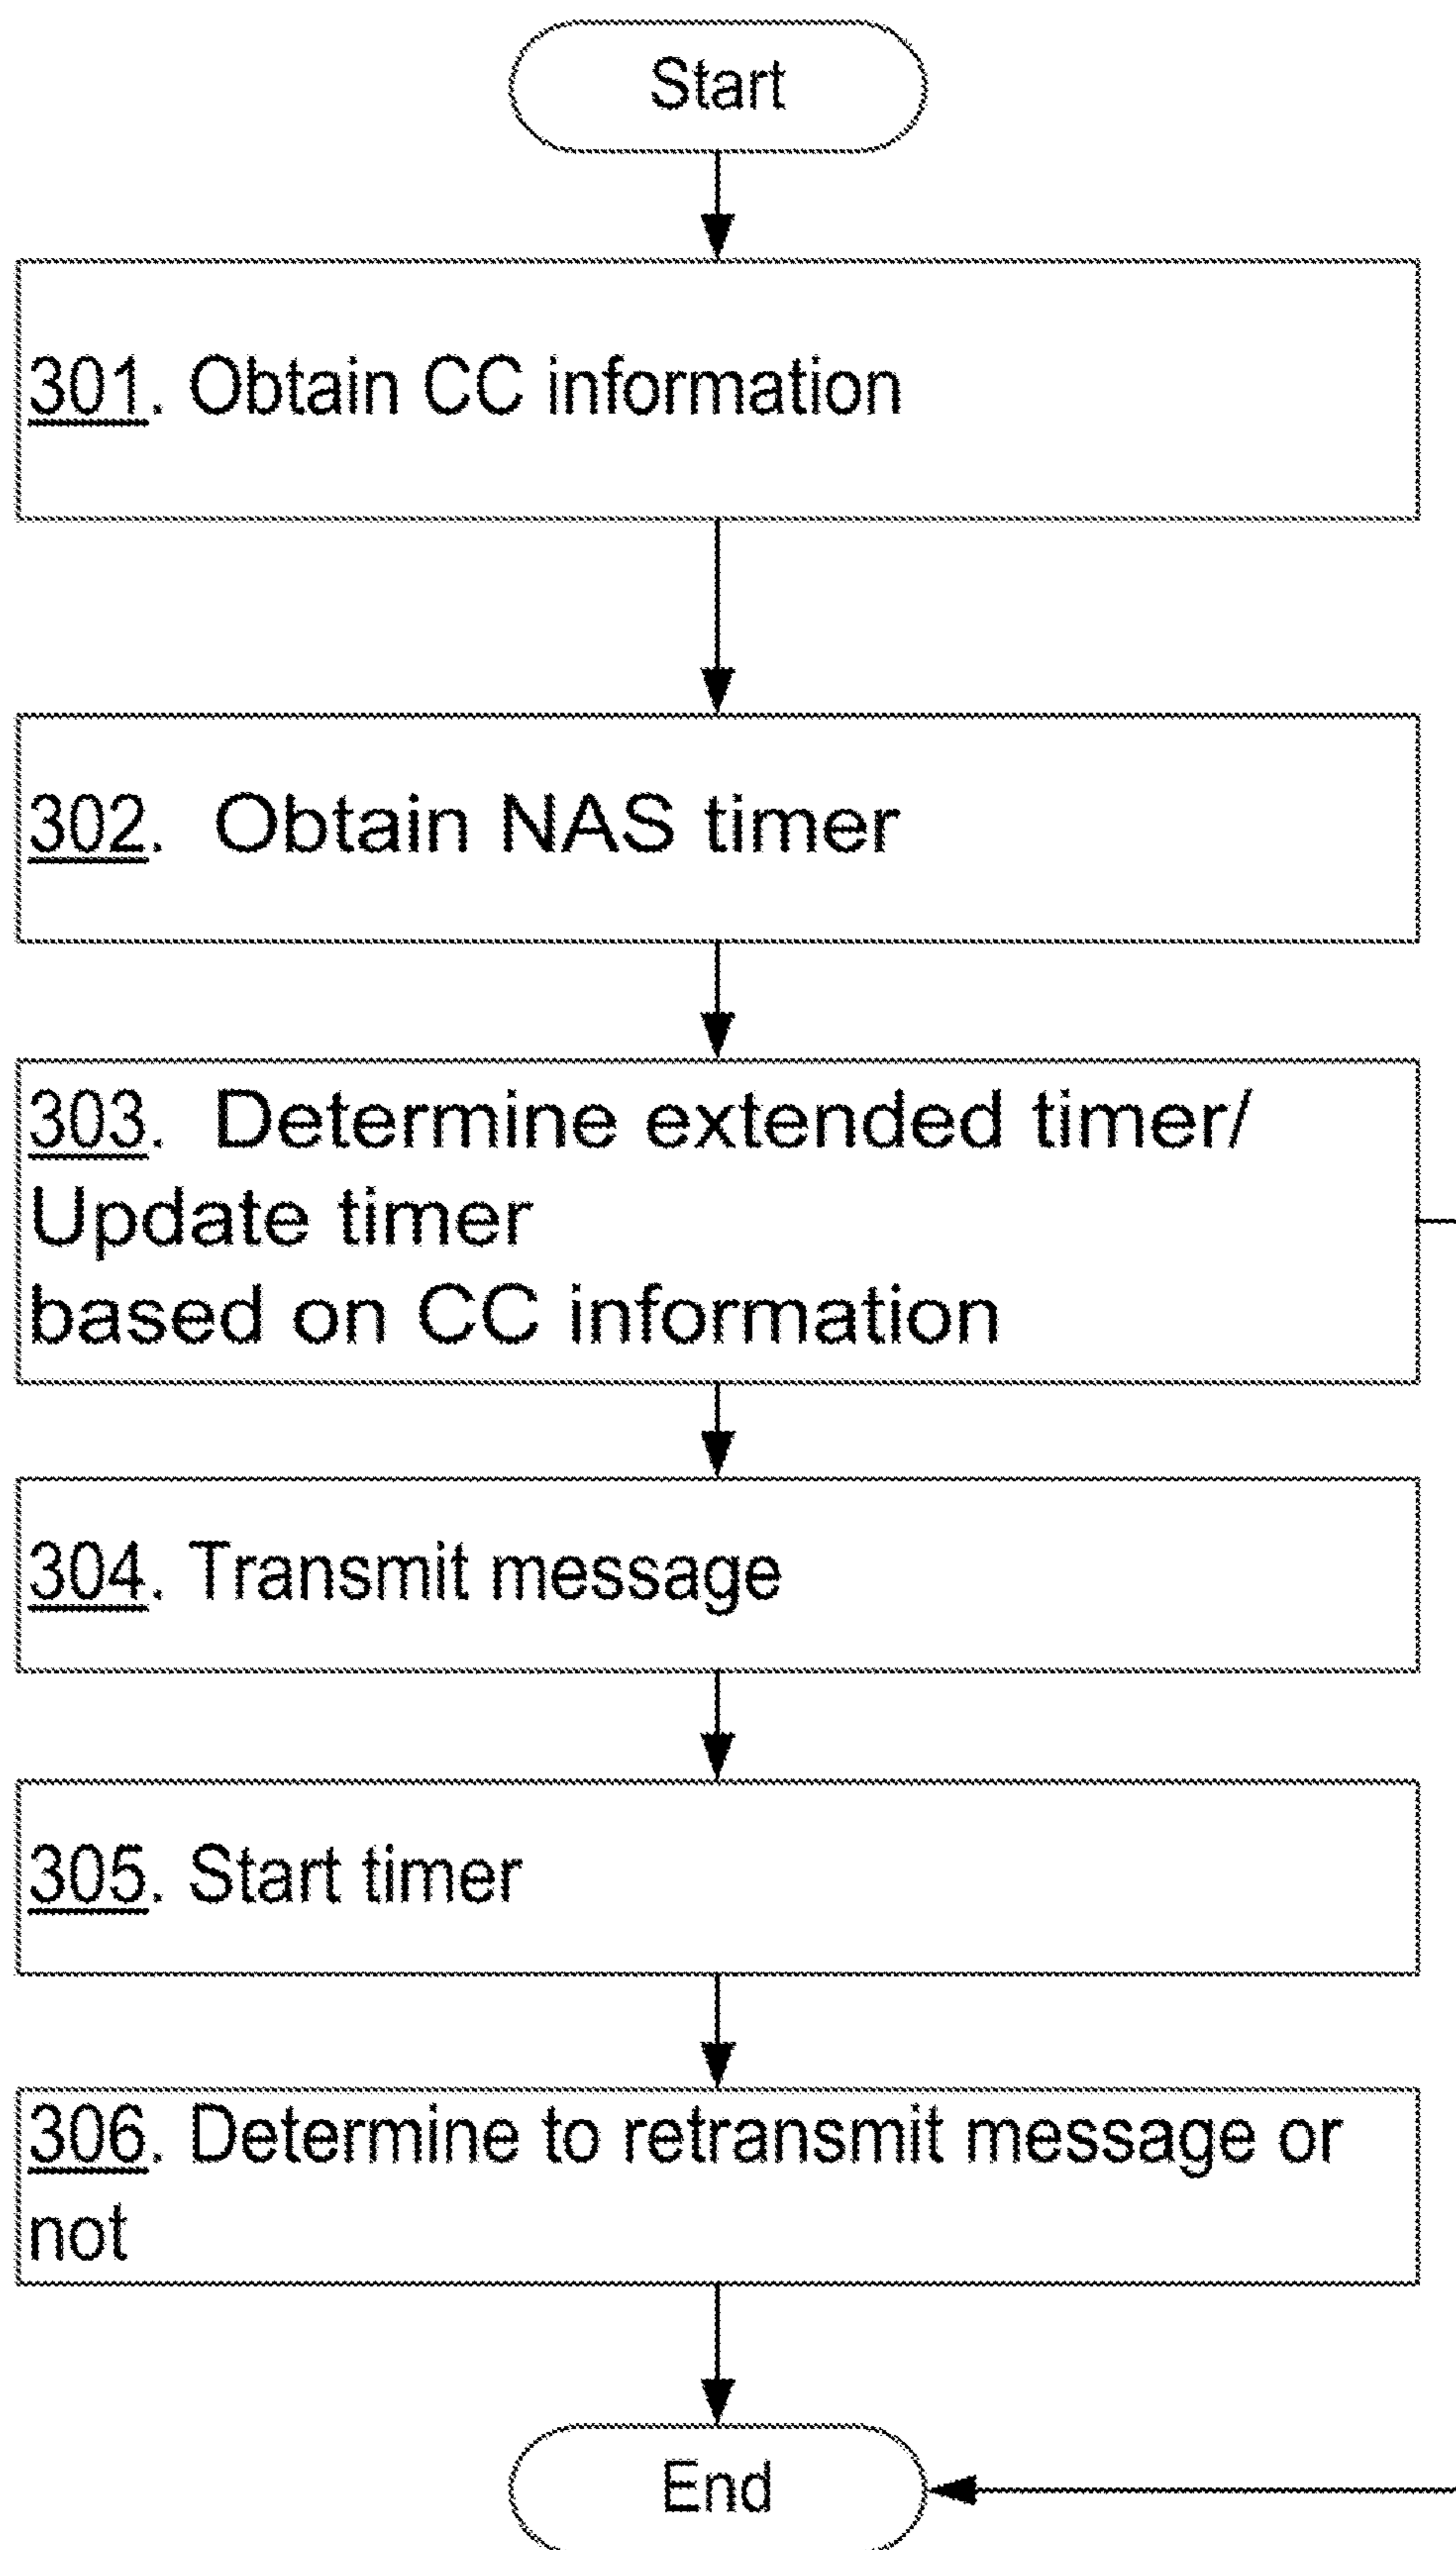 Start
301. Obtain CC information
302. Obtain NAS timer
303. Determine extended timer/
Update timer
based on CC information
304. Transmit message
305. Start timer
306. Determine to retransmit message or
not
End